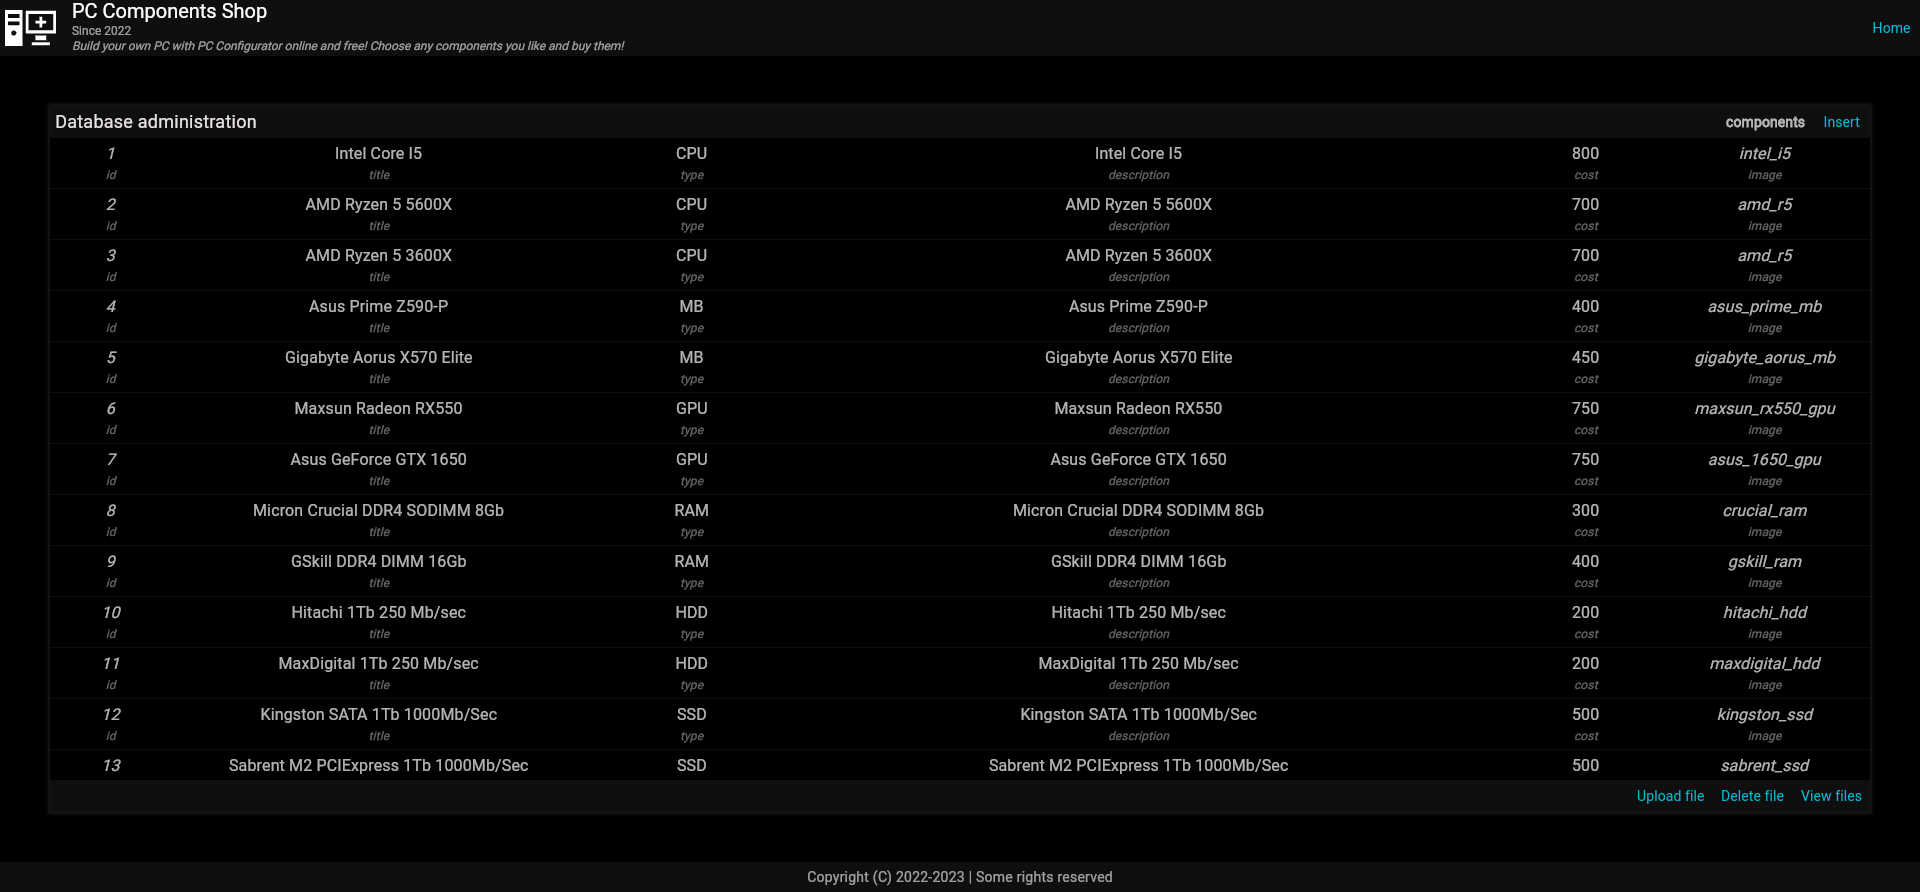 PC Components Shop
Since 2022
Build your own PC with PC Configurator online and free! Choose any components you like and buy them!
Home
Database administration components Insert
1 Intel Core I5 CPU Intel Core I5 800 intel_i5
id title type description cost image
2 AMD Ryzen 5 5600X CPU AMD Ryzen 5 5600X 700 amd_r5
id title type description cost image
3 AMD Ryzen 5 3600X CPU AMD Ryzen 5 3600X 700 amd_r5
id title type description cost image
4 Asus Prime Z590-P MB Asus Prime Z590-P 400 asus_prime_mb
id title type description cost image
5 Gigabyte Aorus X570 Elite MB Gigabyte Aorus X570 Elite 450 gigabyte_aorus_mb
id title type description cost image
6 Maxsun Radeon RX550 GPU Maxsun Radeon RX550 750 maxsun_rx550_gpu
id title type description cost image
7 Asus GeForce GTX 1650 GPU Asus GeForce GTX 1650 750 asus_1650_gpu
id title type description cost image
8 Micron Crucial DDR4 SODIMM 8Gb RAM Micron Crucial DDR4 SODIMM 8Gb 300 crucial_ram
id title type description cost image
9 GSkill DDR4 DIMM 16Gb RAM GSkill DDR4 DIMM 16Gb 400 gskill_ram
id title type description cost image
10 Hitachi 1Tb 250 Mb/sec HDD Hitachi 1Tb 250 Mb/sec 200 hitachi_hdd
id title type description cost image
11 MaxDigital 1Tb 250 Mb/sec HDD MaxDigital 1Tb 250 Mb/sec 200 maxdigital_hdd
id title type description cost image
12 Kingston SATA 1Tb 1000Mb/Sec SSD Kingston SATA 1Tb 1000Mb/Sec 500 kingston_ssd
id title type description cost image
13 Sabrent M2 PCIExpress 1Tb 1000Mb/Sec SSD Sabrent M2 PCIExpress 1Tb 1000Mb/Sec 500 sabrent_ssd
Upload file Delete file View files
Copyright (C) 2022-2023 | Some rights reserved